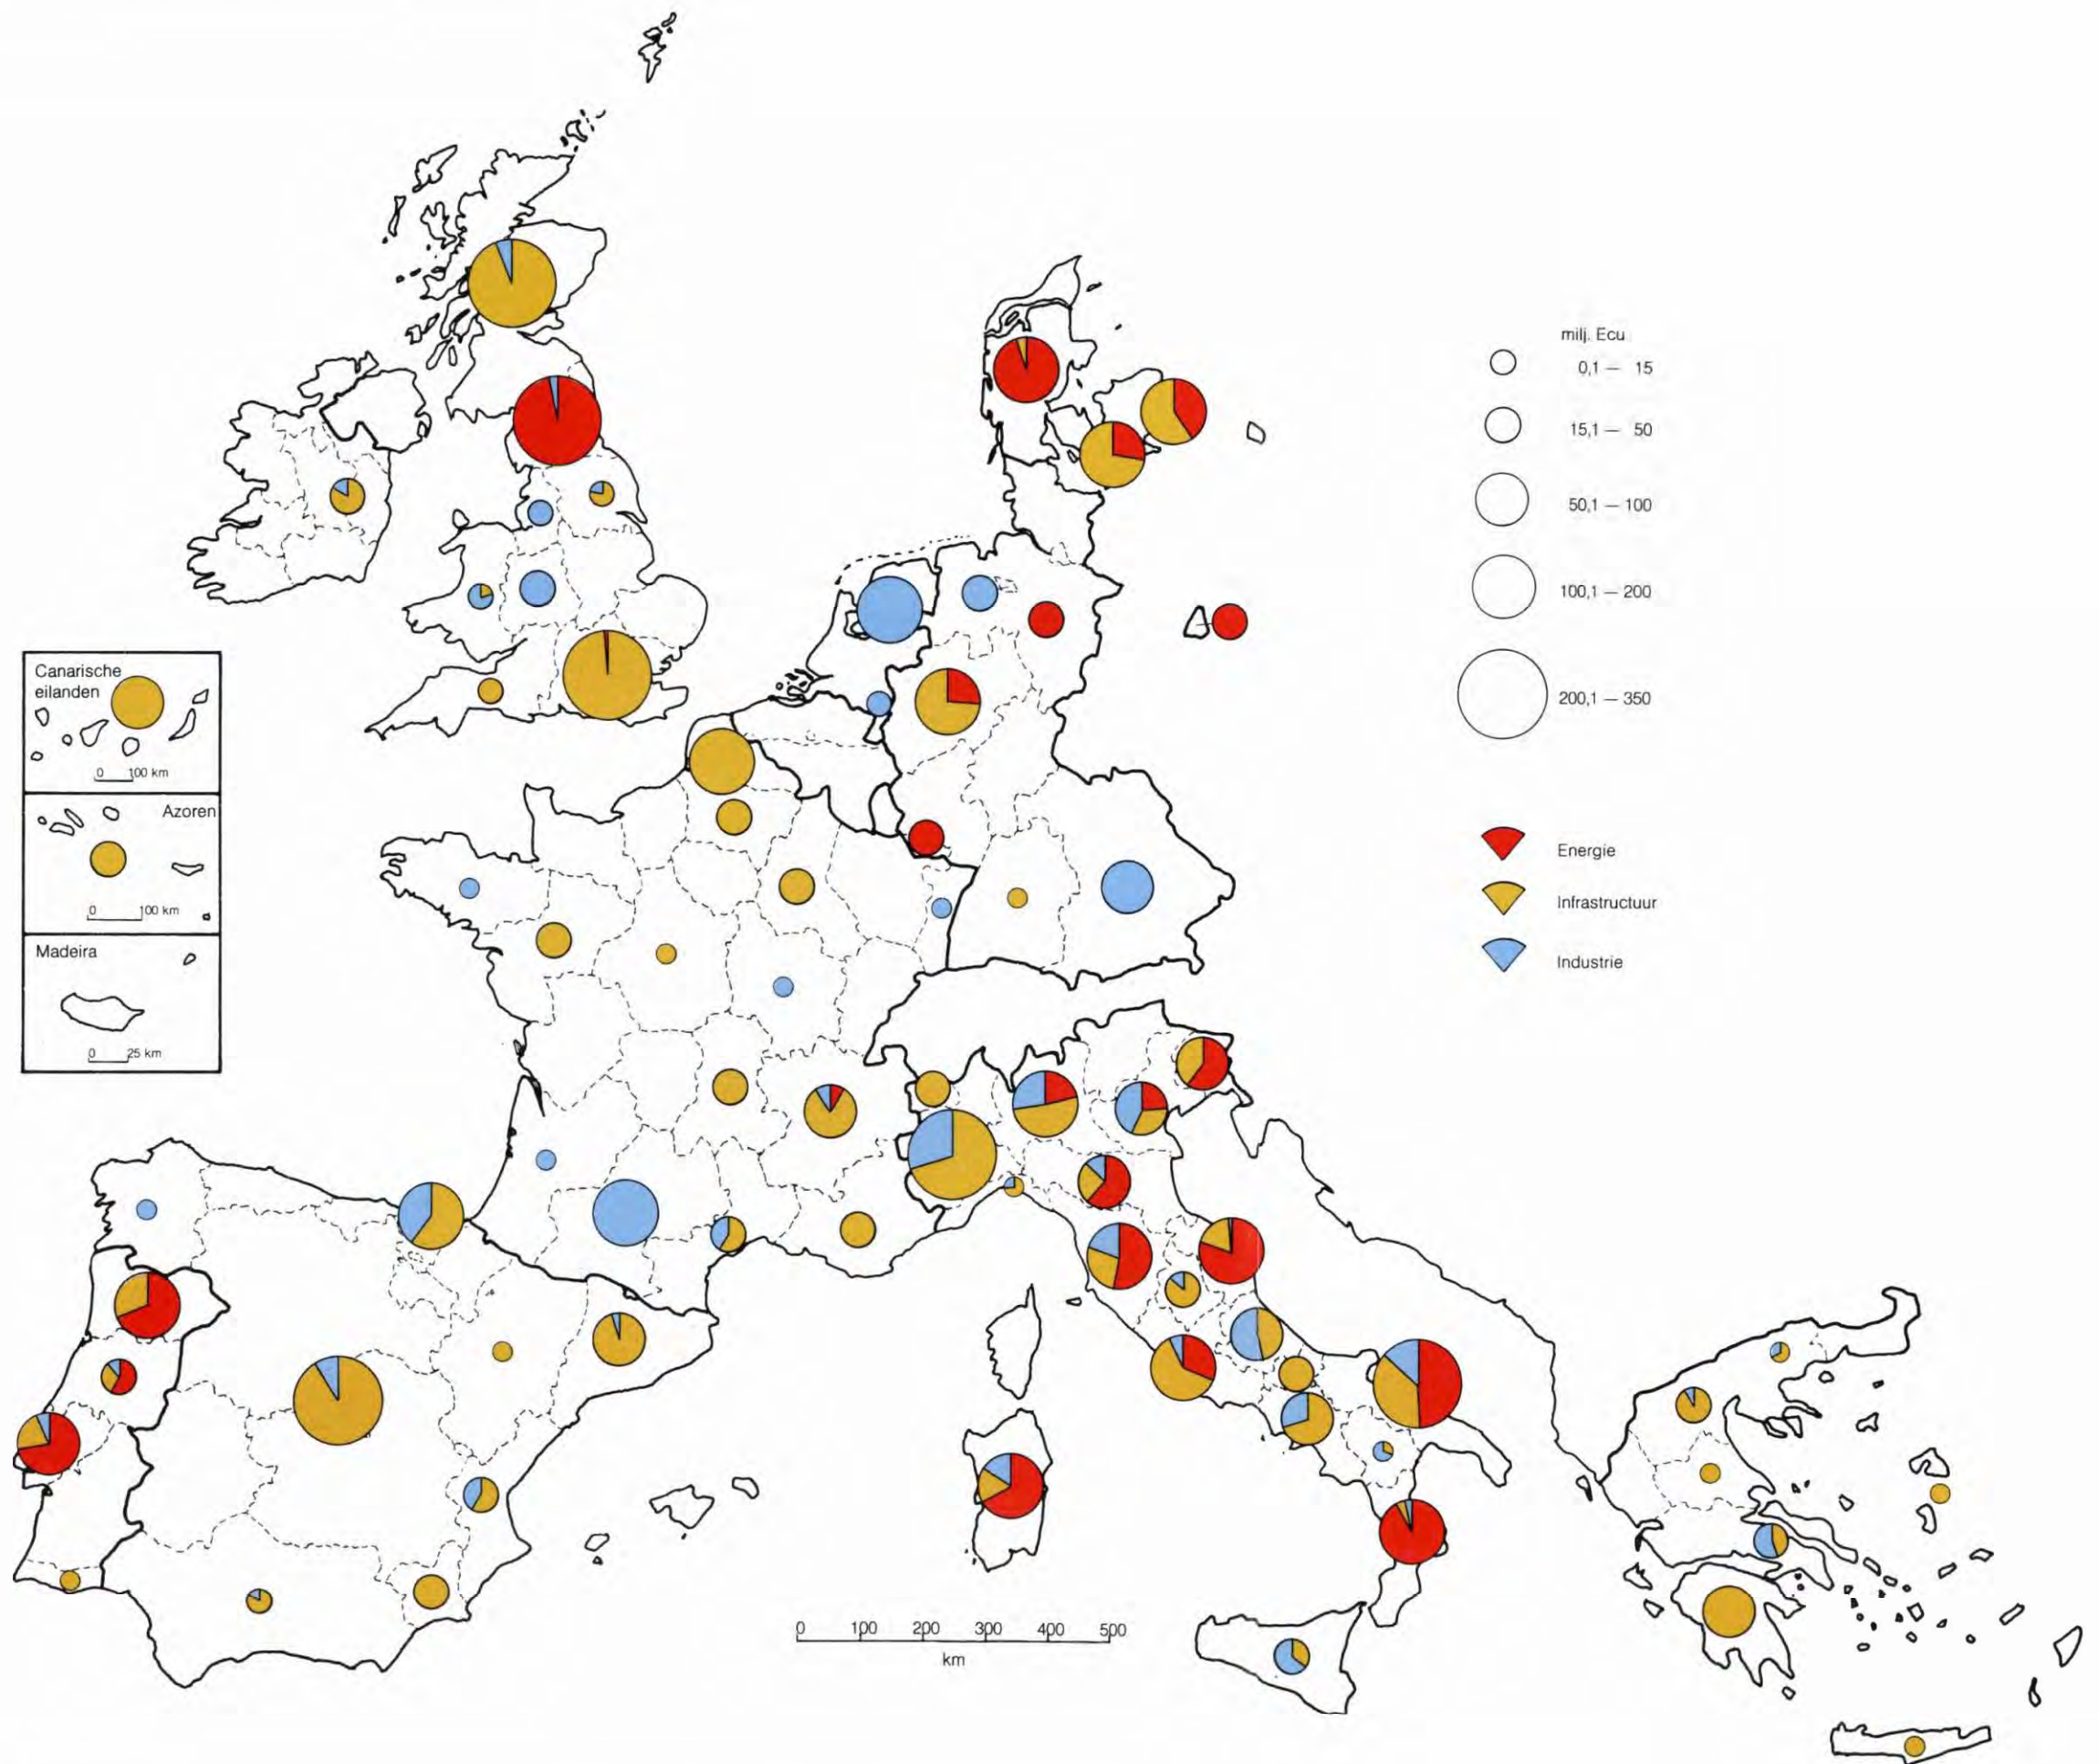 milj. Ecu
0,1 — 15
15,1 — 50
50,1 — 100
100,1 — 200
200,1 — 350
Energie
Infrastructuur
Industrie
Canarische
eilanden
0 100 km
Azoren
0 100 km
Madeira
0 25 km
0 100 200 300 400 500
km